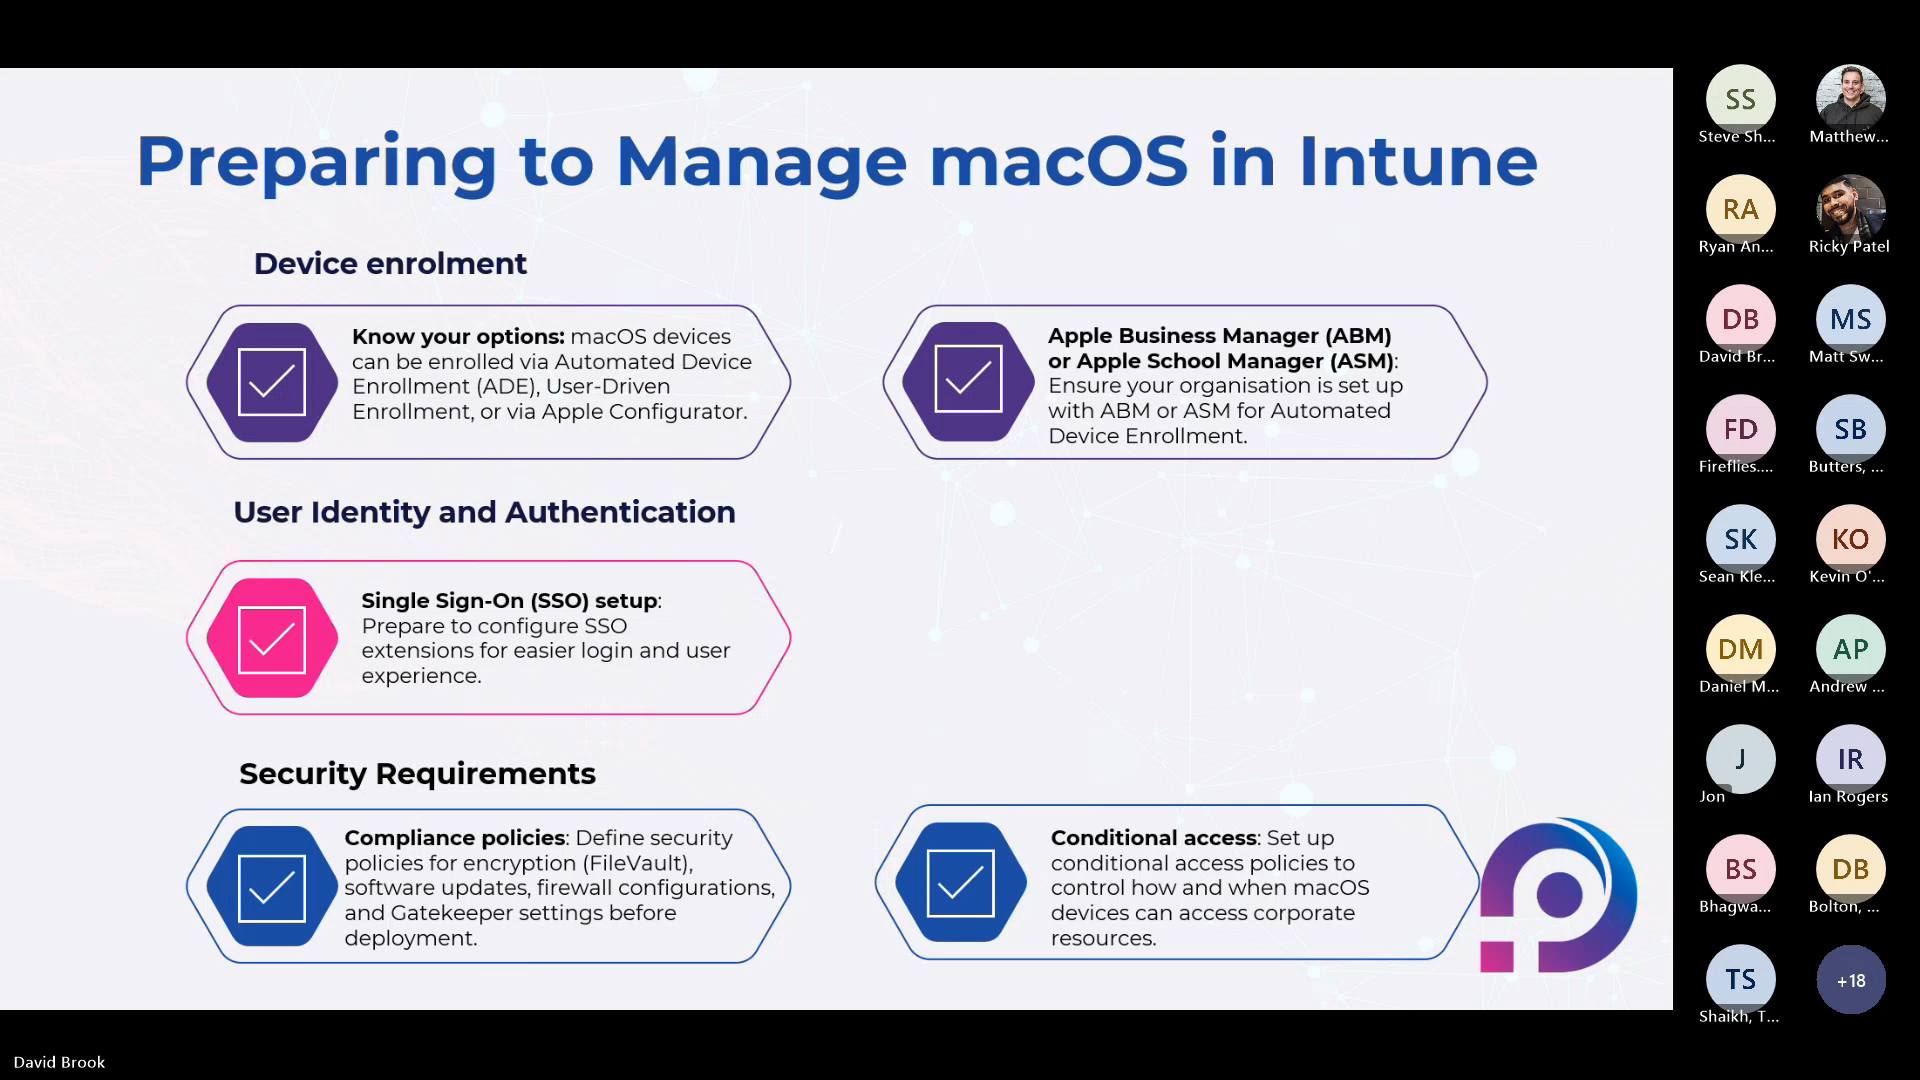 Preparing to Manage macOS in Intune
Device enrolment
Know your options: macOS devices
can be enrolled via Automated Device
Enrollment (ADE), User-Driven
Enrollment, or via Apple Configurator.
Apple Business Manager (ABM)
or Apple School Manager (ASM):
Ensure your organisation is set up
with ABM or ASM for Automated
Device Enrollment.
User Identity and Authentication
Single Sign-On (SSO) setup:
Prepare to configure SSO
extensions for easier login and user
experience.
Security Requirements
Compliance policies: Define security
policies for encryption (FileVault),
software updates, firewall configurations,
and Gatekeeper settings before
deployment.
Conditional access: Set up
conditional access policies to
control how and when macOS
devices can access corporate
resources.
SS
Steve Sh...
Matthew...
RA
Ryan An...
Ricky Patel
DB
David Br...
MS
Matt Sw...
FD
Fireflies....
SB
Butters, ...
SK
Sean Kle...
KO
Kevin O'...
DM
Daniel M...
AP
Andrew ...
J
Jon
IR
Ian Rogers
BS
Bhagwa...
DB
Bolton, ...
TS
Shaikh, T...
+18
David Brook